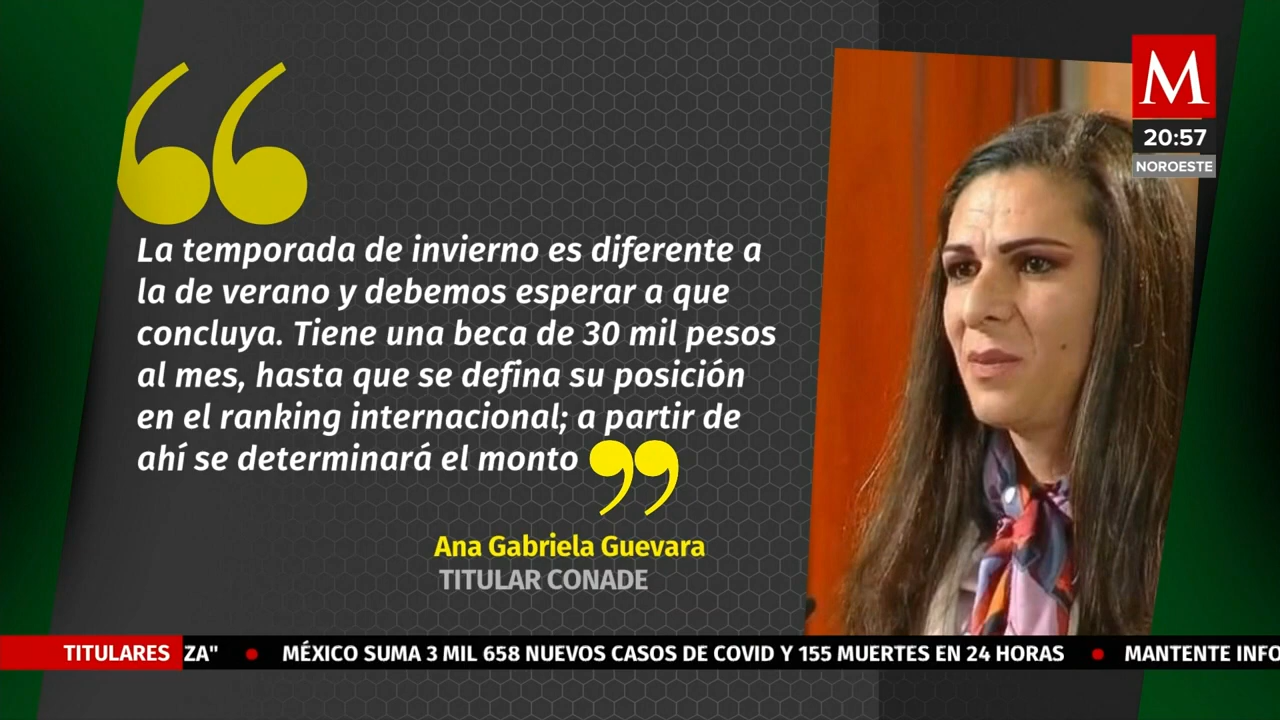 M
20:57
NOROESTE
“
La temporada de invierno es diferente a
la de verano y debemos esperar a que
concluya. Tiene una beca de 30 mil pesos
al mes, hasta que se defina su posición
en el ranking internacional; a partir de
ahí se determinará el monto ”
Ana Gabriela Guevara
TITULAR CONADE
TITULARES ZA" • MÉXICO SUMA 3 MIL 658 NUEVOS CASOS DE COVID Y 155 MUERTES EN 24 HORAS • MANTENTE INFO